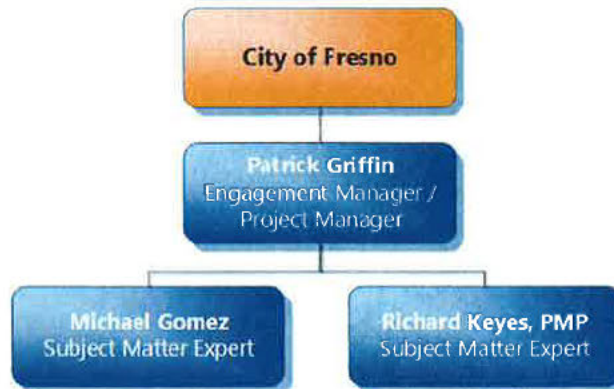 City of Fresno
Patrick Griffin
Engagement Manager /
Project Manager
Michael Gomez
Subject Matter Expert
Richard Keyes, PMP
Subject Matter Expert